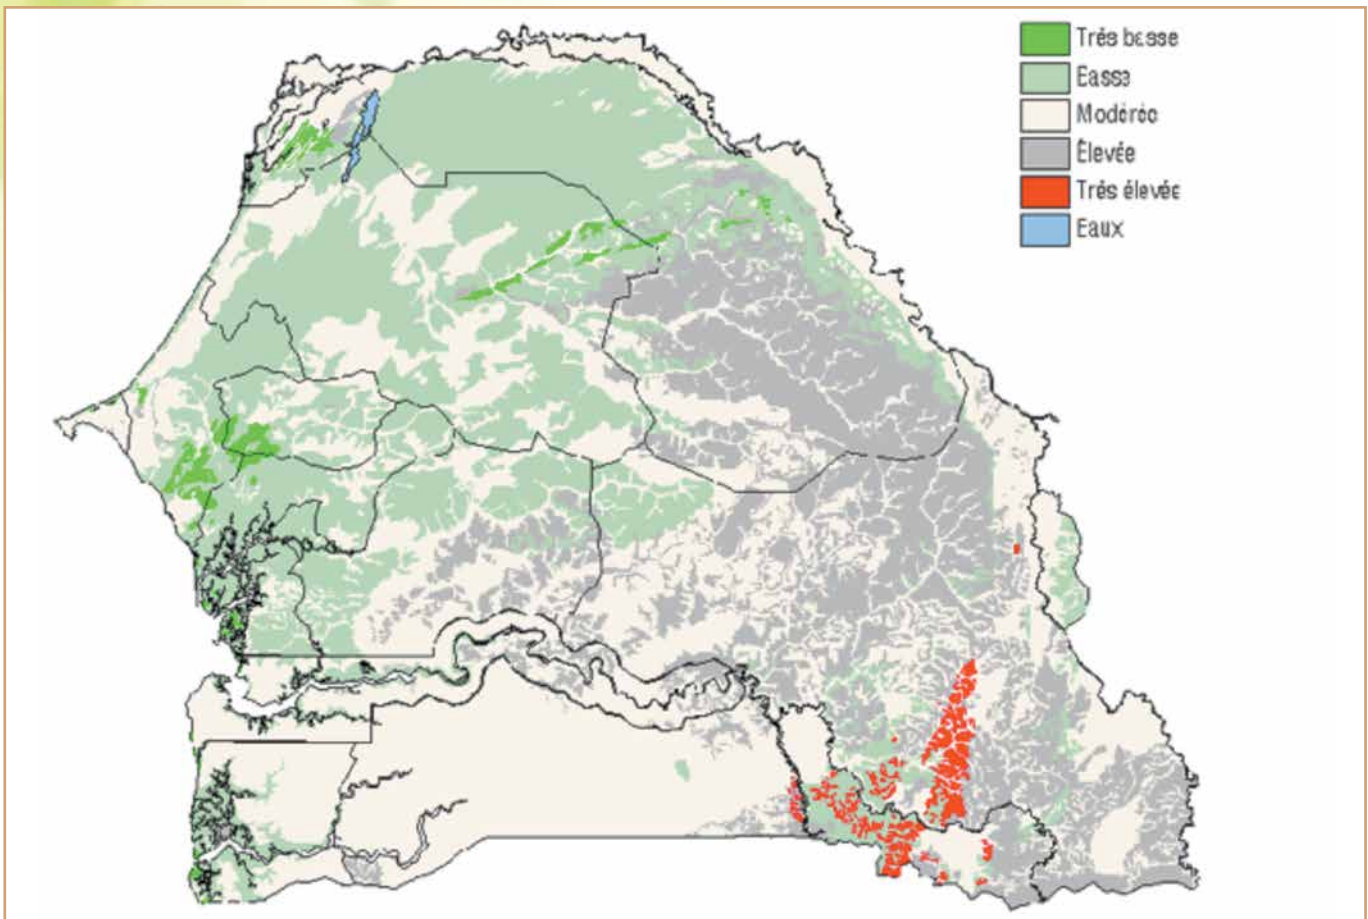 Très basse
Basse
Modérée
Élevée
Très élevée
Eaux